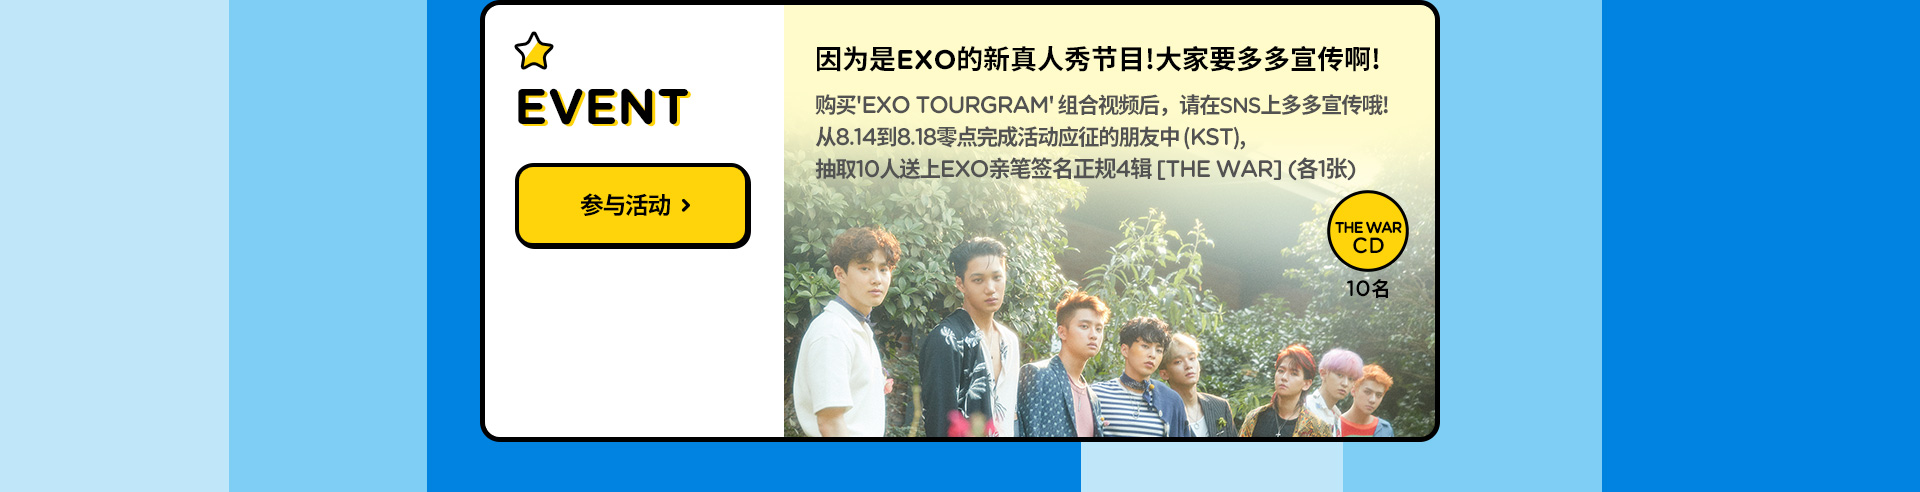 EVENT
参与活动
因为是EXO的新真人秀节目!大家要多多宣传啊!
购买'EXO TOURGRAM' 组合视频后，请在SNS上多多宣传哦!
从8.14到8.18零点完成活动应征的朋友中 (KST),
抽取10人送上EXO亲笔签名正规4辑 [THE WAR] (各1张)
THE WAR
CD
10名